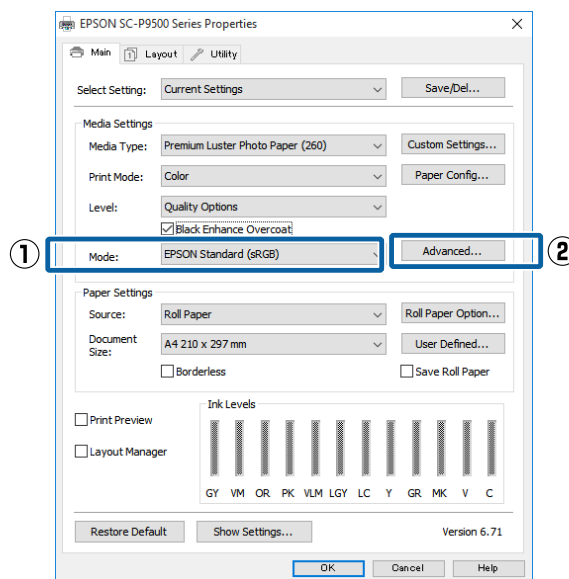 EPSON SC-P9500 Series Properties
Main Layout Utility
Select Setting: Current Settings Save/Del...
Media Settings
Media Type: Premium Luster Photo Paper (260) Custom Settings...
Print Mode: Color Paper Config...
Level: Quality Options
Black Enhance Overcoat
① Mode: EPSON Standard (sRGB) Advanced... ②
Paper Settings
Source: Roll Paper Roll Paper Option...
Document
Size: A4 210 x 297 mm User Defined...
Borderless Save Roll Paper
Ink Levels
Print Preview
Layout Manager
GY VM OR PK VLM LGY LC Y GR MK V C
Restore Default Show Settings... Version 6.71
OK Cancel Help